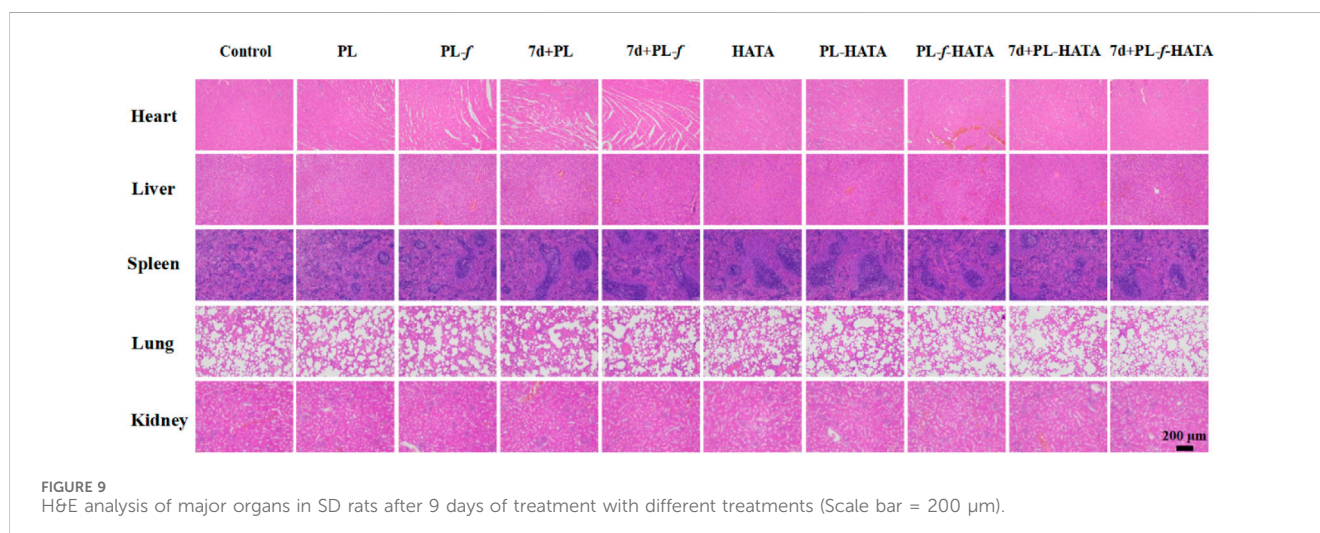 Control PL PL-f 7d+PL 7d+PL-f HATA PL-HATA PL-f-HATA 7d+PL-HATA 7d+PL-f-HATA
Heart
Liver
Spleen
Lung
Kidney
200 μm
FIGURE 9
H&E analysis of major organs in SD rats after 9 days of treatment with different treatments (Scale bar = 200 μm).